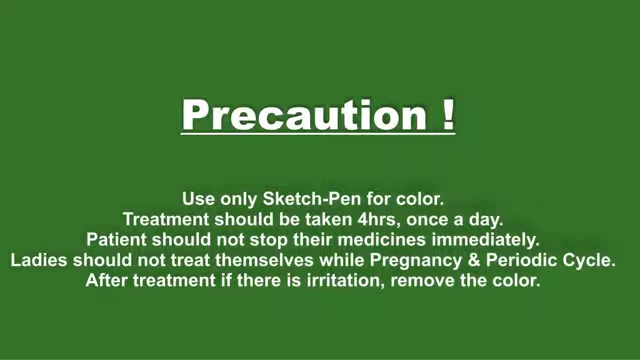 Precaution !
Use only Sketch-Pen for color.
Treatment should be taken 4hrs, once a day.
Patient should not stop their medicines immediately.
Ladies should not treat themselves while Pregnancy & Periodic Cycle.
After treatment if there is irritation, remove the color.